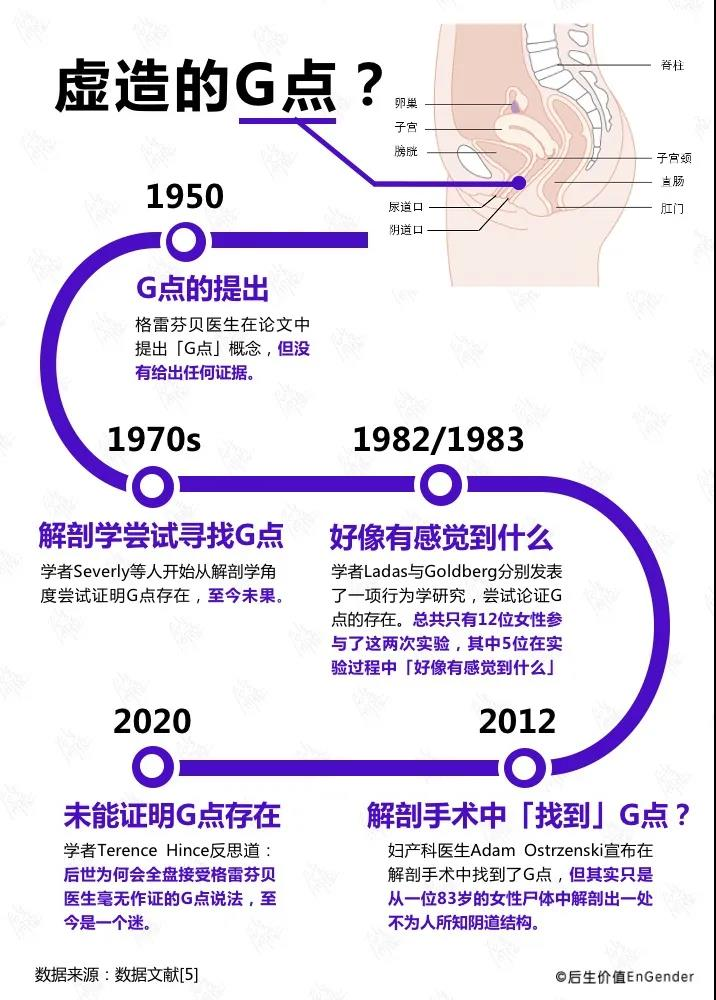 虚造的G点？
脊柱
卵巢
子宫
膀胱
子宫颈
直肠
尿道口
肛门
阴道口
1950
G点的提出
格雷芬贝医生在论文中
提出「G点」概念，但没
有给出任何证据。
1970s
解剖学尝试寻找G点
学者Severly等人开始从解剖学角
度尝试证明G点存在，至今未果。
1982/1983
好像有感觉到什么
学者Ladas与Goldberg分别发表
了一项行为学研究，尝试论证G
点的存在。总共只有12位女性参
与了这两次实验，其中5位在实
验过程中「好像有感觉到什么」
2012
解剖手术中「找到」G点？
妇产科医生Adam Ostrzenski宣布在
解剖手术中找到了G点，但其实只是
从一位83岁的女性尸体中解剖出一处
不为人所知阴道结构。
2020
未能证明G点存在
学者Terence Hince反思道：
后世为何会全盘接受格雷芬贝
医生毫无作证的G点说法，至
今是一个迷。
数据来源：数据文献[5]
©后生价值EnGender